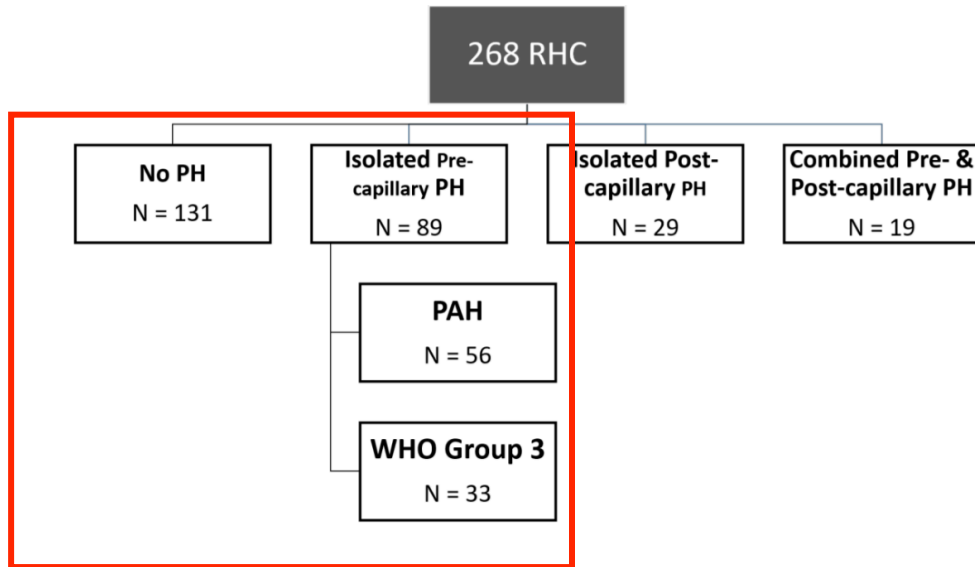 268 RHC
No PH
N = 131
Isolated Pre-
capillary PH
N = 89
Isolated Post-
capillary PH
N = 29
Combined Pre- &
Post-capillary PH
N = 19
PAH
N = 56
WHO Group 3
N = 33